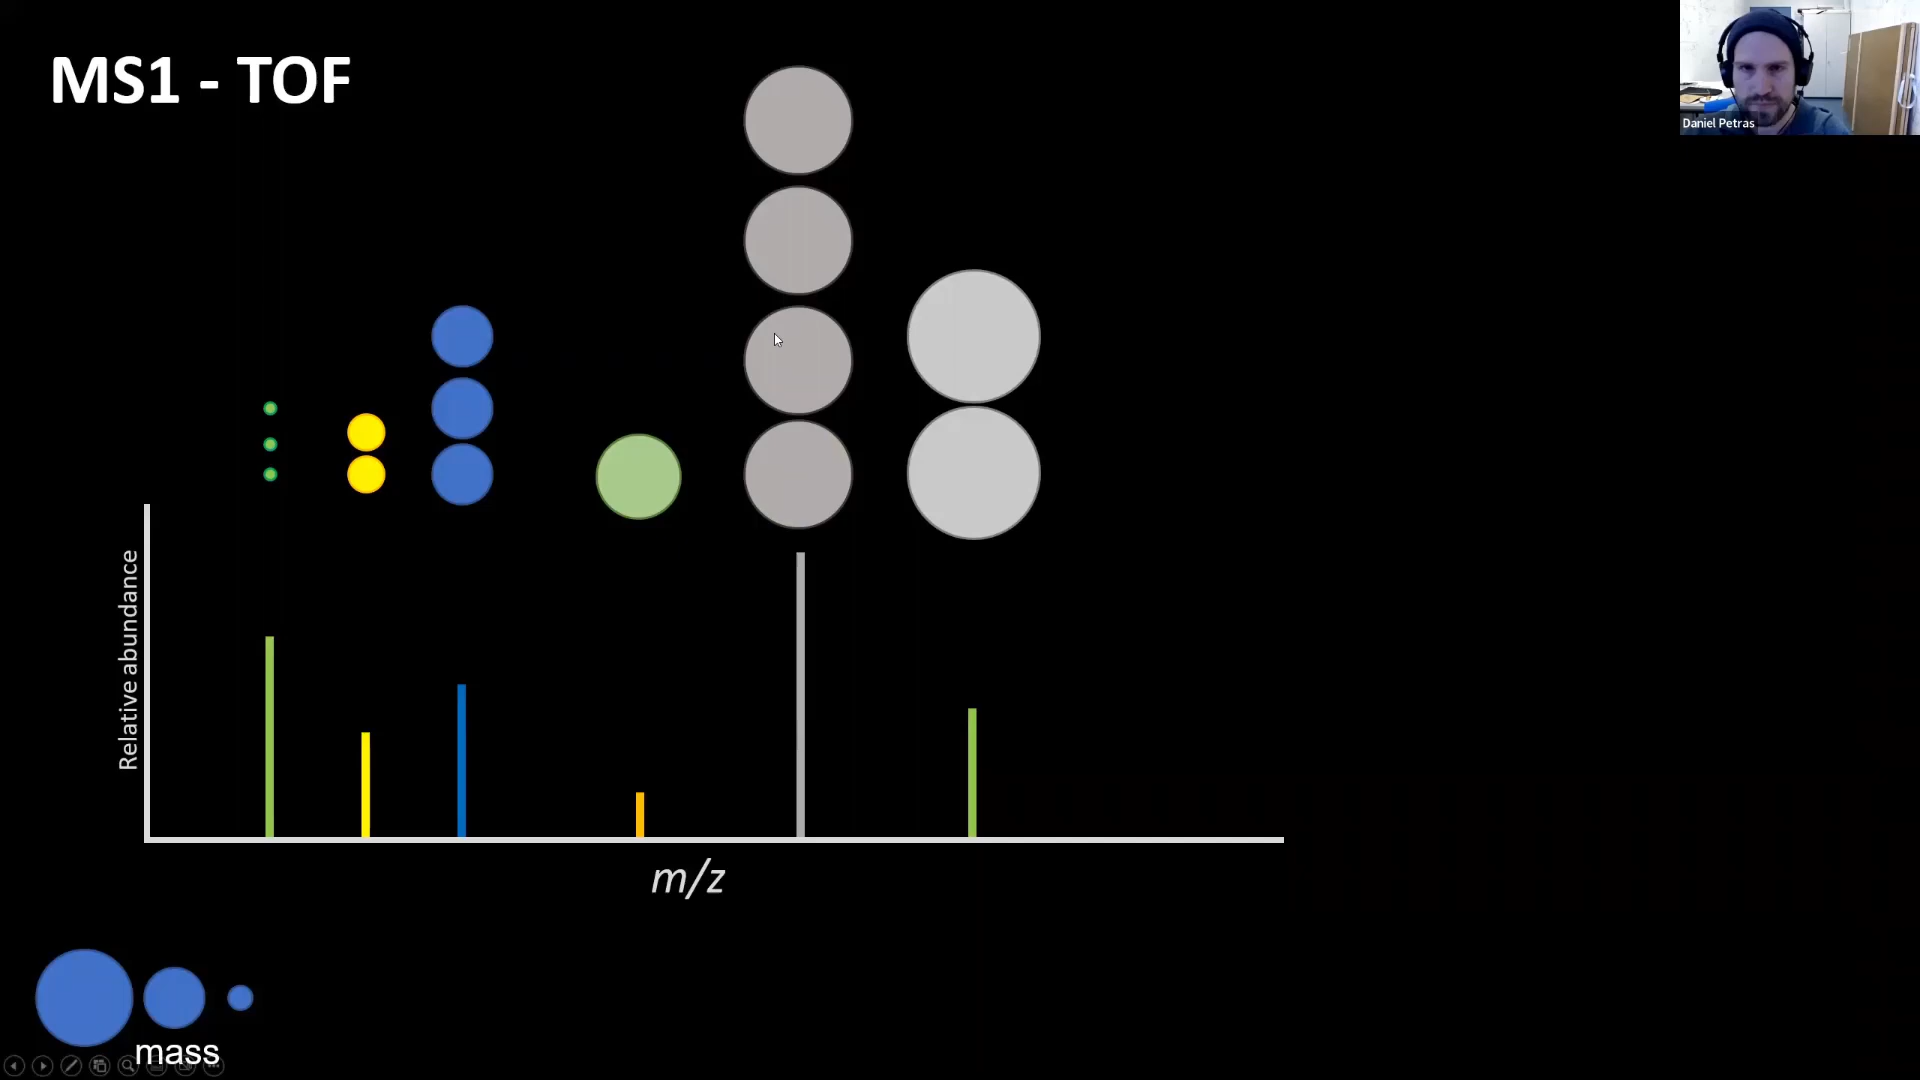 MS1 - TOF
Daniel Petras
Relative abundance
m/z
mass